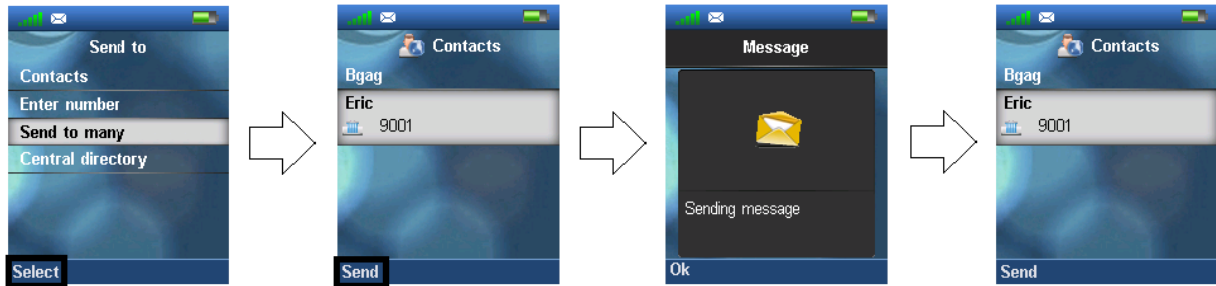 Send to
Contacts
Enter number
Send to many
Central directory
Select
Contacts
Bgag
Eric
9001
Send
Message
Sending message
Ok
Contacts
Bgag
Eric
9001
Send